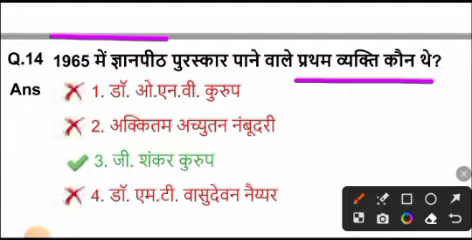 Q.14 1965 में ज्ञानपीठ पुरस्कार पाने वाले प्रथम व्यक्ति कौन थे?
Ans 1. डॉ. ओ.एन.वी. कुरुप
2. अक्कितम अच्युतन नंबूदरी
3. जी. शंकर कुरुप
4. डॉ. एम.टी. वासुदेवन नैय्यर